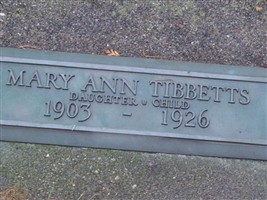 MARY ANN TIBBETTS
DAUGHTER • CHILD
1903 – 1926